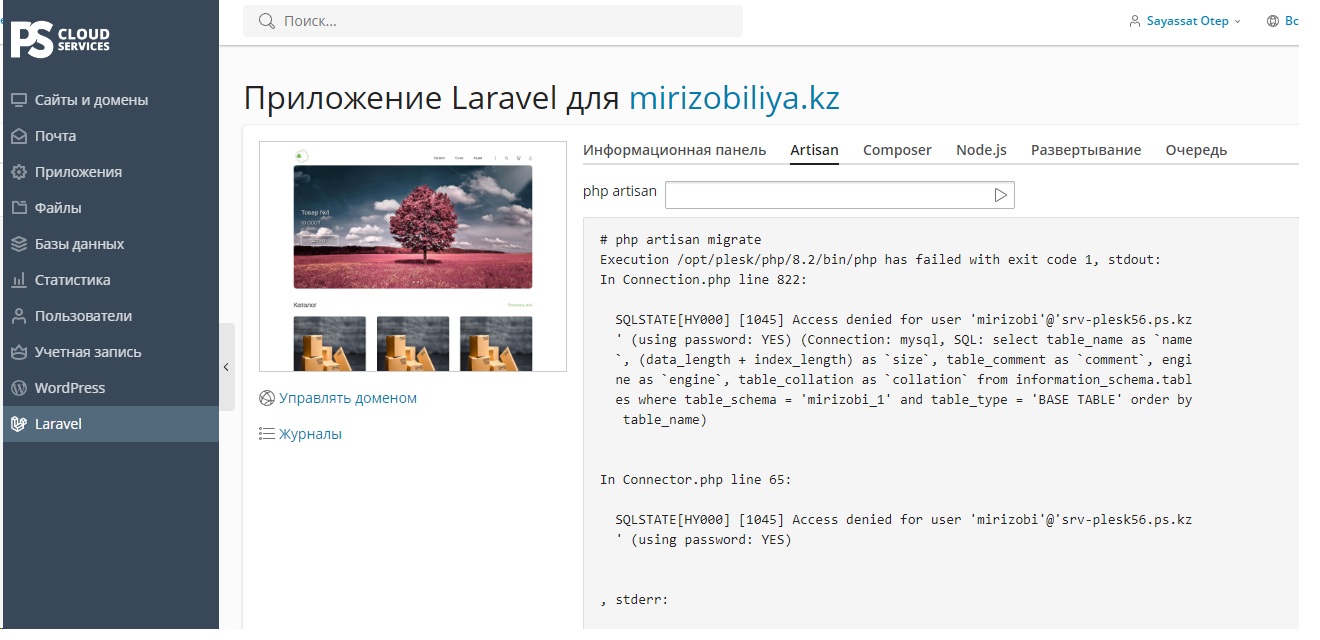 PS CLOUD SERVICES
Поиск...
Sayassat Otep
Вс
Сайты и домены
Почта
Приложения
Файлы
Базы данных
Статистика
Пользователи
Учетная запись
WordPress
Laravel
Приложение Laravel для mirizobiliya.kz
Товар №1
Каталог
Управлять доменом
Журналы
Информационная панель Artisan Composer Node.js Развертывание Очередь
php artisan
# php artisan migrate
Execution /opt/plesk/php/8.2/bin/php has failed with exit code 1, stdout:
In Connection.php line 822:
SQLSTATE[HY000] [1045] Access denied for user 'mirizobi'@'srv-plesk56.ps.kz
' (using password: YES) (Connection: mysql, SQL: select table_name as `name
`, (data_length + index_length) as `size`, table_comment as `comment`, engi
ne as `engine`, table_collation as `collation` from information_schema.tabl
es where table_schema = 'mirizobi_1' and table_type = 'BASE TABLE' order by
table_name)
In Connector.php line 65:
SQLSTATE[HY000] [1045] Access denied for user 'mirizobi'@'srv-plesk56.ps.kz
' (using password: YES)
, stderr: